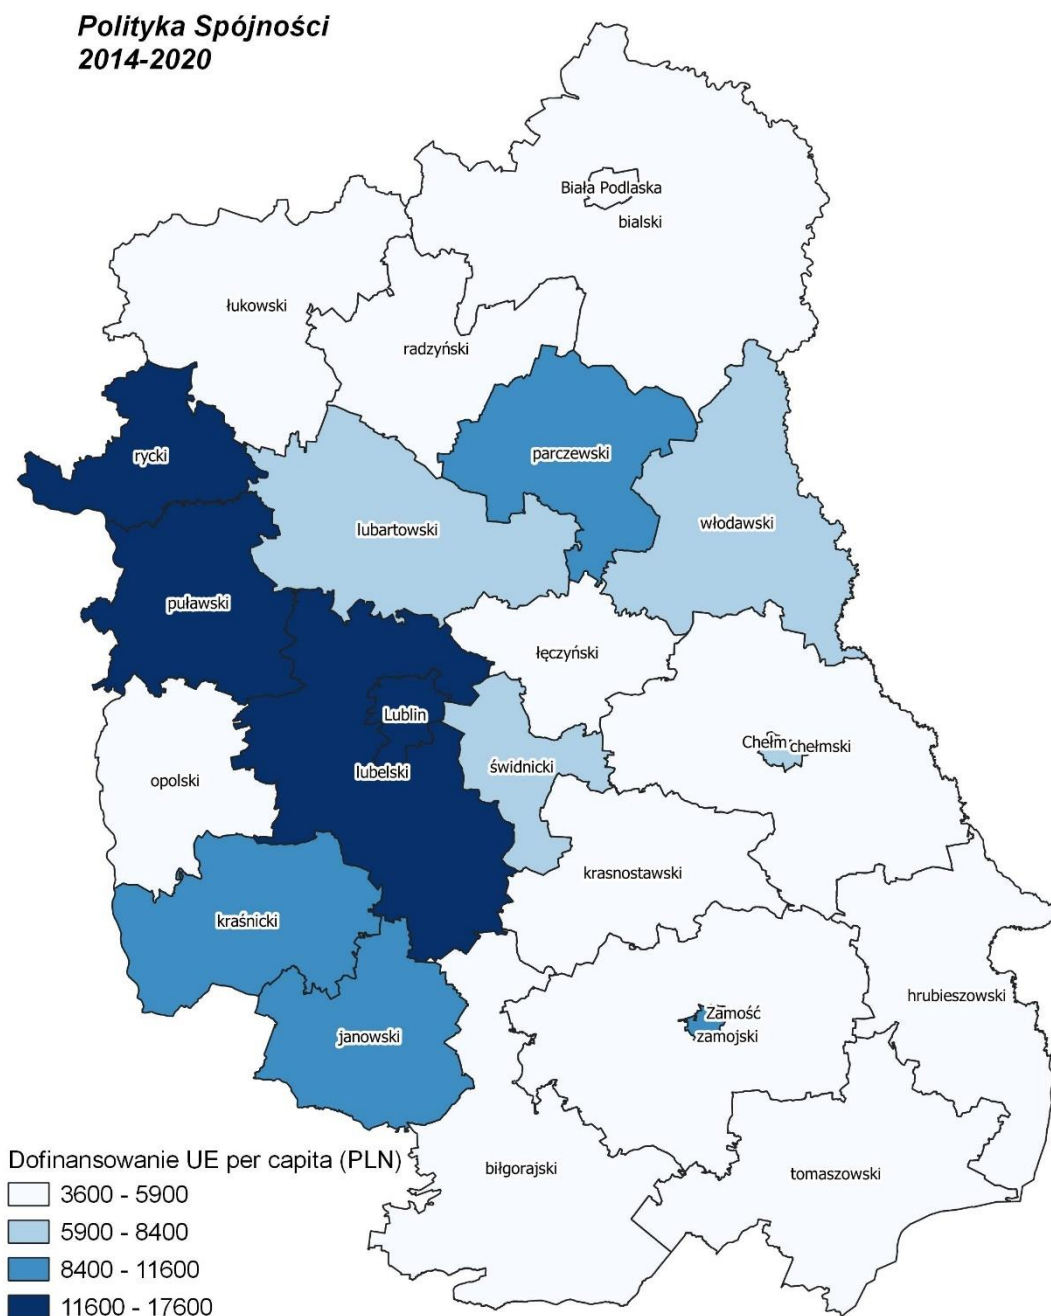 Polityka Spójności
2014-2020
Biała Podlaska
bialski
łukowski
radzyński
rycki
parczewski
lubartowski
włodawski
puławski
łęczyński
Lublin
Chełm
chełmski
opolski
lubelski
świdnicki
krasnostawski
kraśnicki
hrubieszowski
Zamość
janowski
zamojski
biłgorajski
tomaszowski
Dofinansowanie UE per capita (PLN)
3600 - 5900
5900 - 8400
8400 - 11600
11600 - 17600